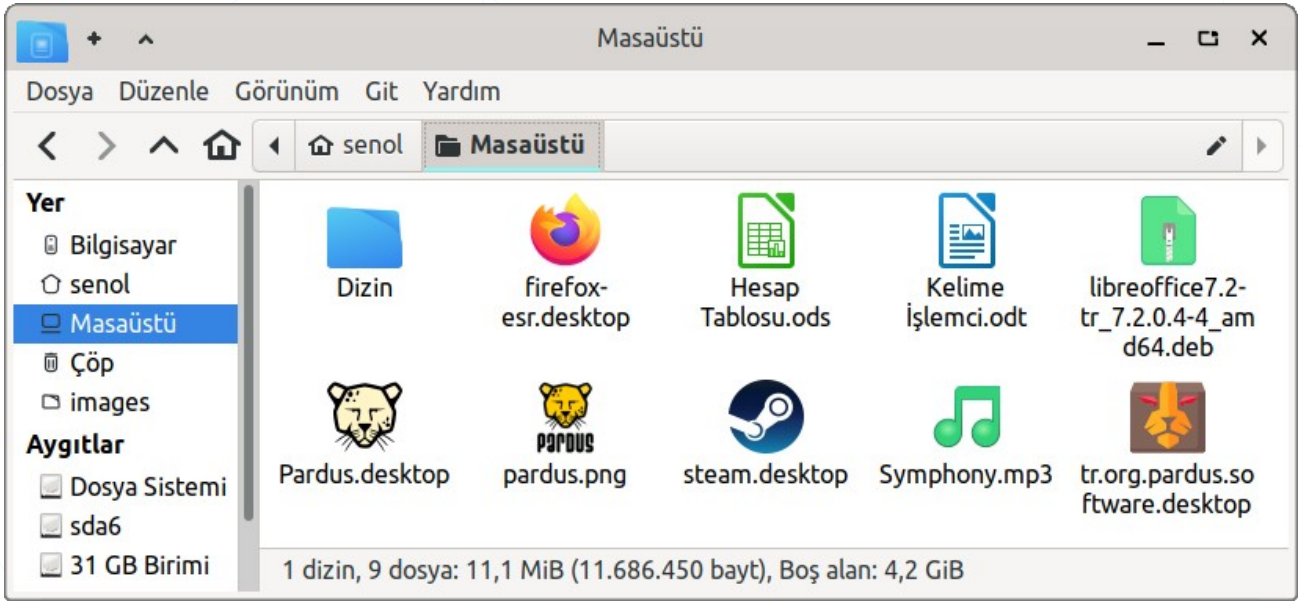 Masaüstü
Dosya Düzenle Görünüm Git Yardım
senol Masaüstü
Yer
Bilgisayar
senol
Masaüstü
Çöp
images
Aygıtlar
Dosya Sistemi
sda6
31 GB Birimi
Dizin
firefox-
esr.desktop
Hesap
Tablosu.ods
Kelime
İşlemci.odt
libreoffice7.2-
tr_7.2.0.4-4_am
d64.deb
Pardus.desktop
PARDUS
pardus.png
steam.desktop
Symphony.mp3
tr.org.pardus.so
ftware.desktop
1 dizin, 9 dosya: 11,1 MiB (11.686.450 bayt), Boş alan: 4,2 GiB